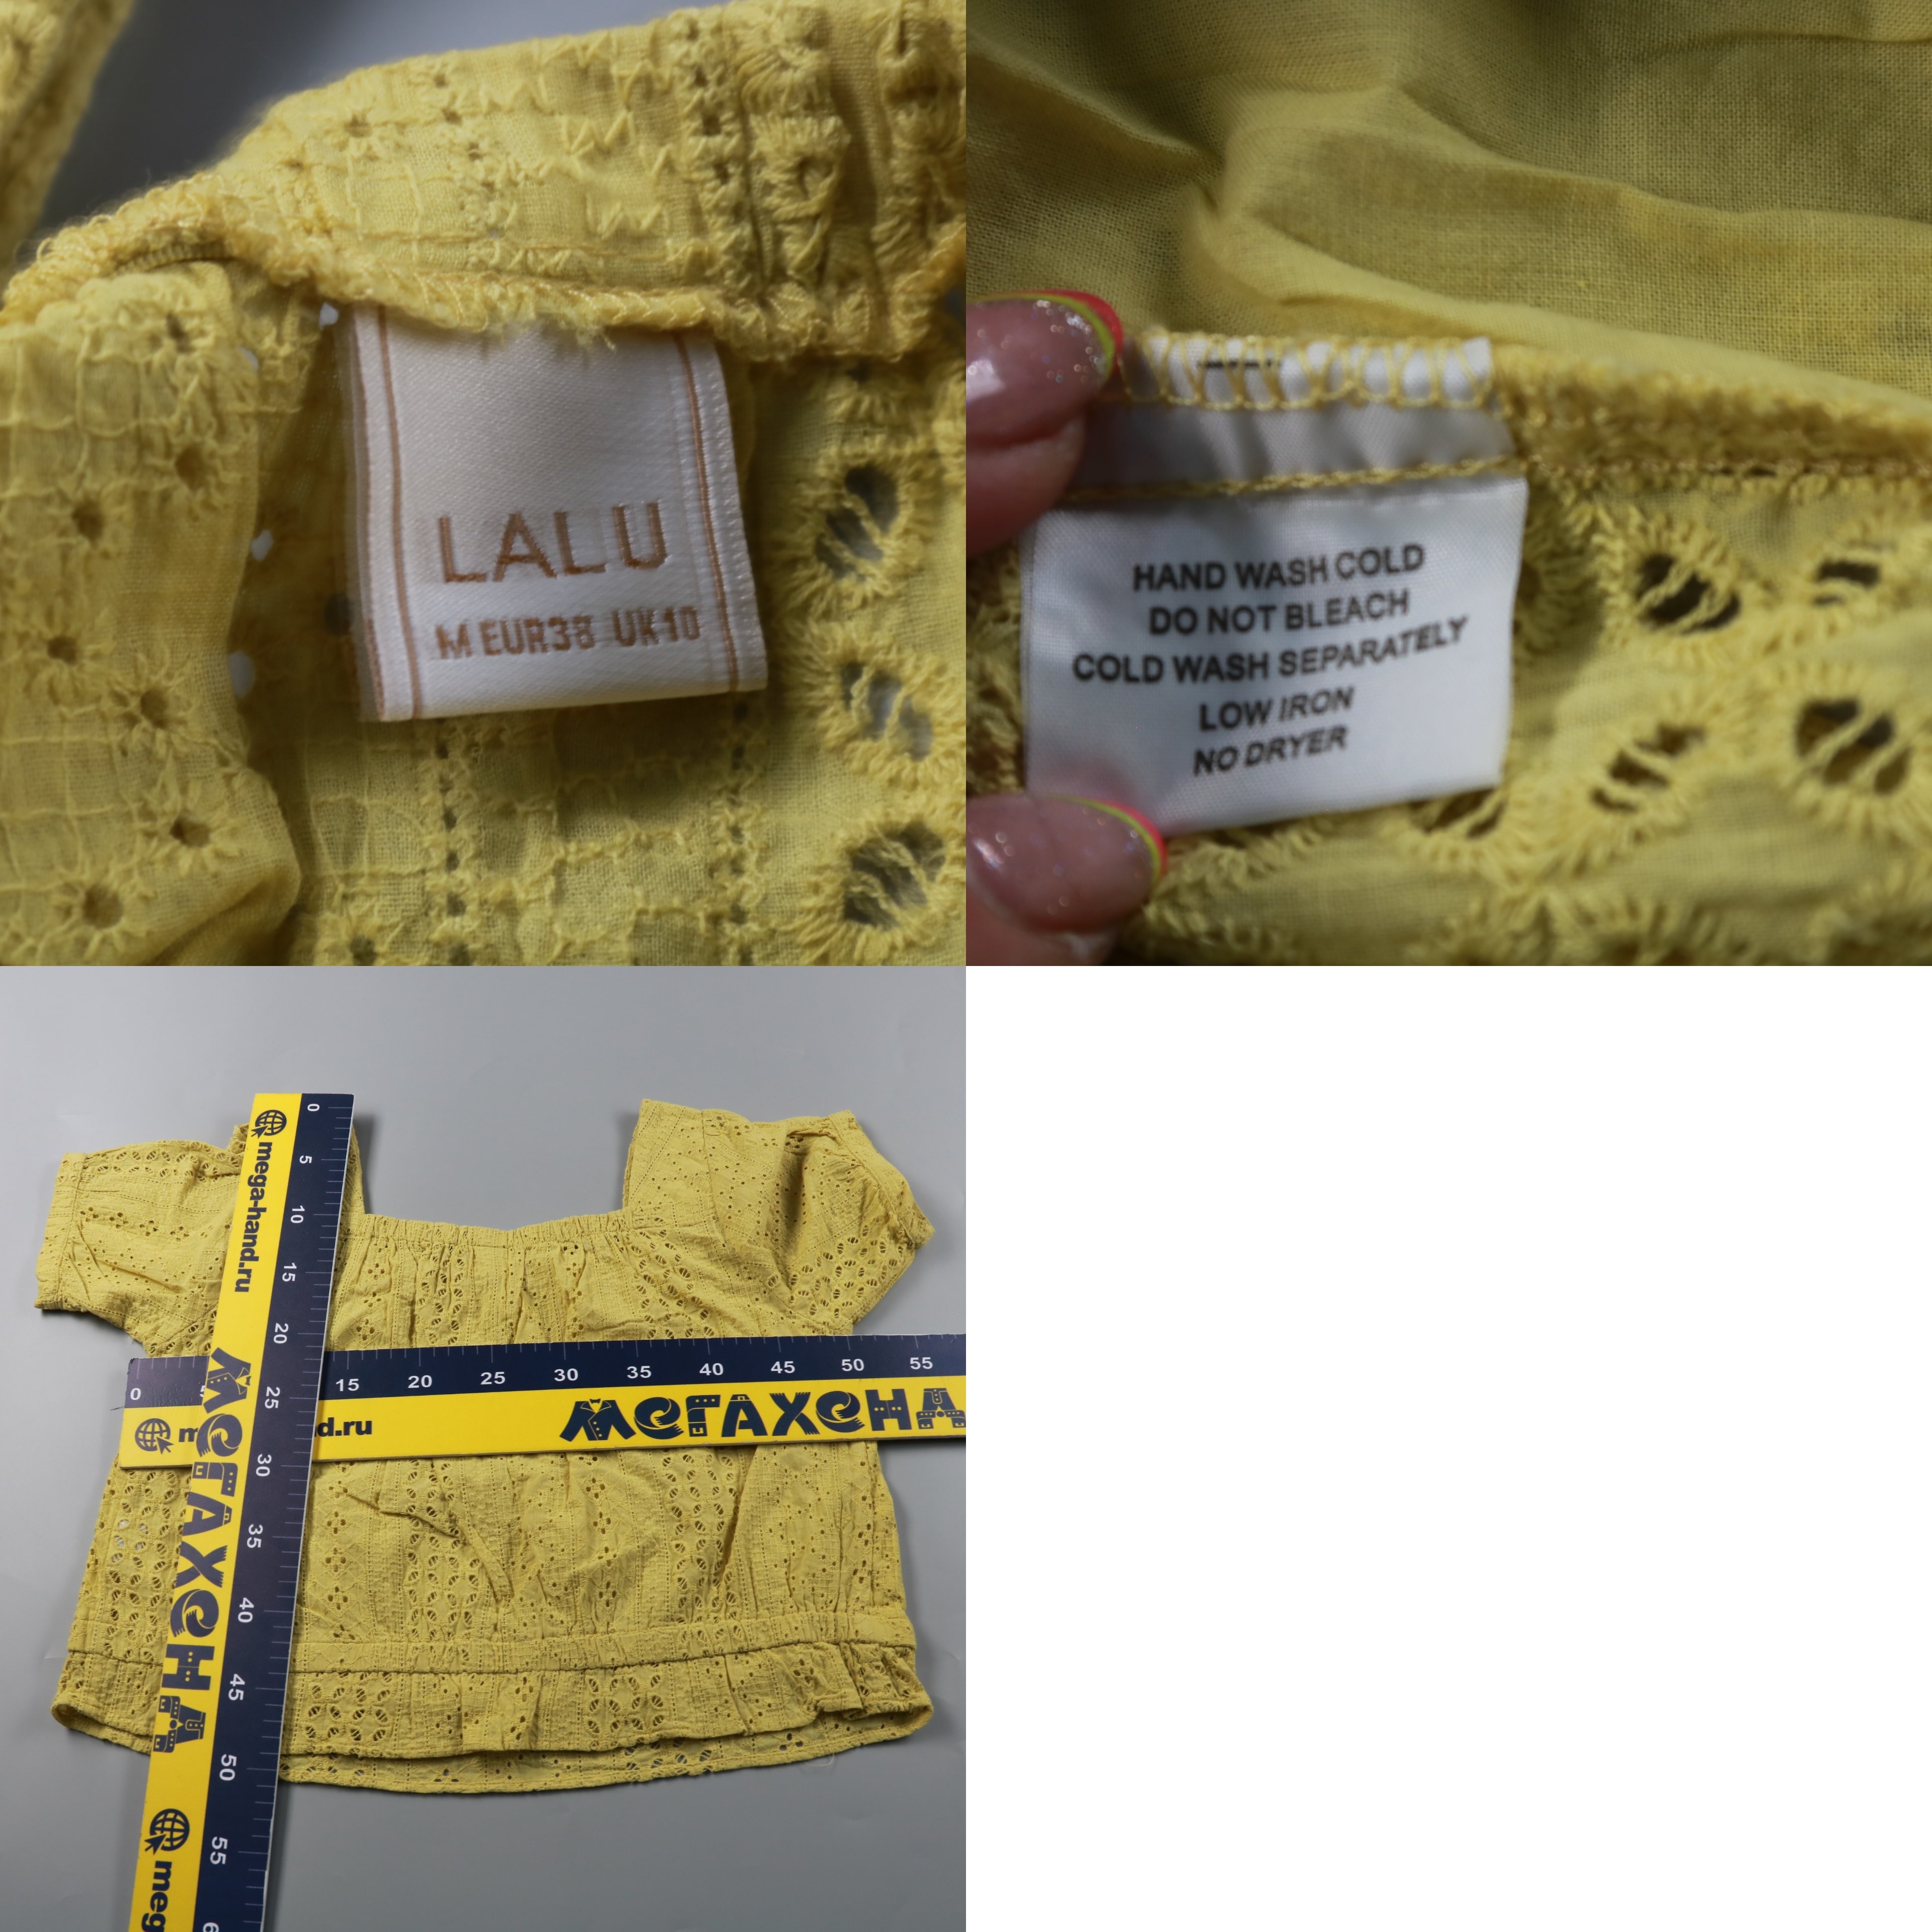 LALU
M EUR38 UK10
HAND WASH COLD
DO NOT BLEACH
COLD WASH SEPARATELY
LOW IRON
NO DRYER
mega-hand.ru
МЕГАХЕНД
0 5 10 15 20 25 30 35 40 45 50 55
0 15 20 25 30 35 40 45 50 55
d.ru
МЕГАХЕНД
meg